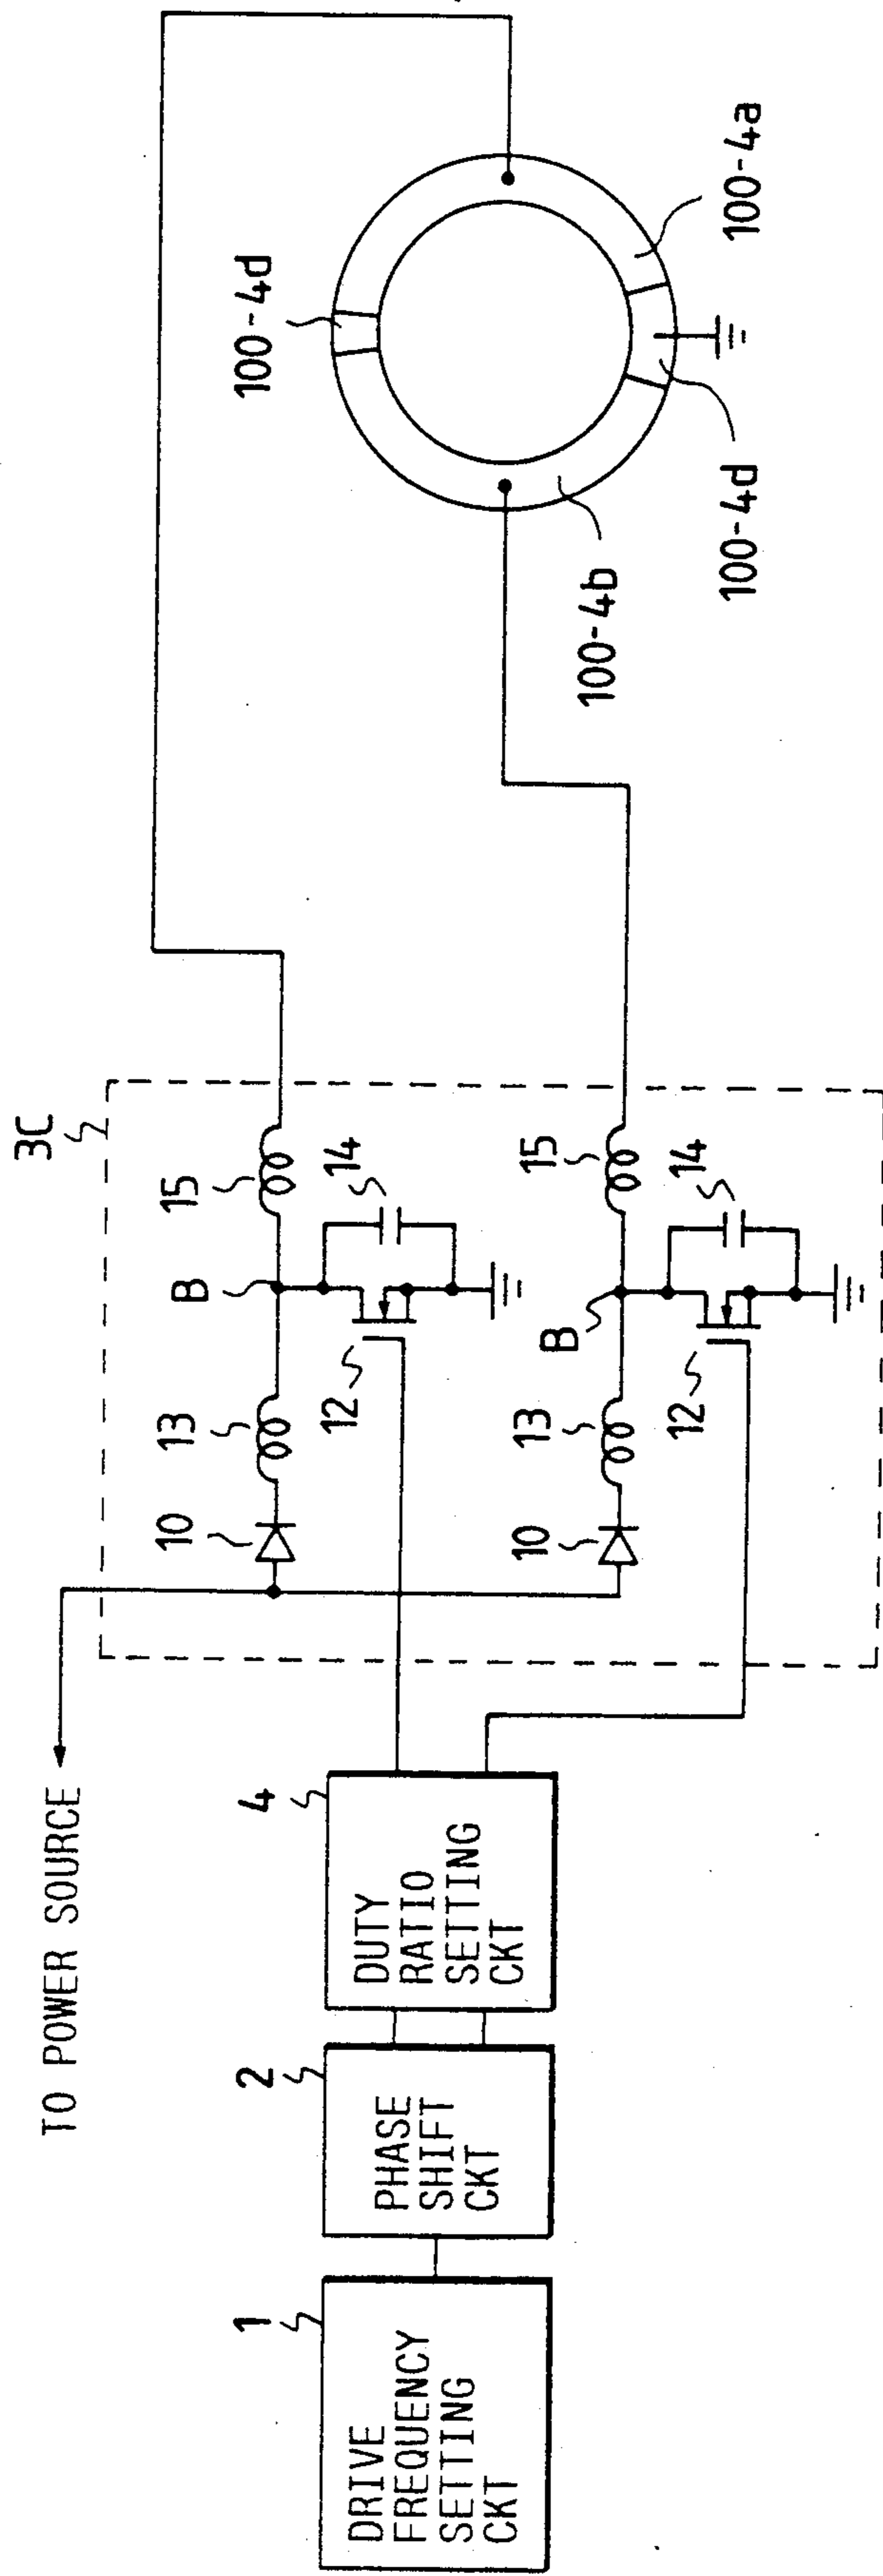 TO POWER SOURCE
3C
DRIVE
FREQUENCY
SETTING
CKT
1
PHASE
SHIFT
CKT
2
DUTY
RATIO
SETTING
CKT
4
10
13
B
15
12
14
10
13
B
15
12
14
100-4d
100-4a
100-4b
100-4d